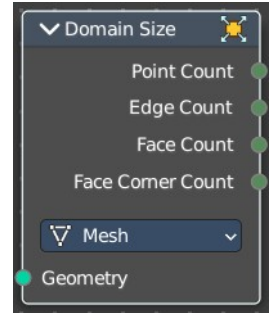 Domain Size
Point Count
Edge Count
Face Count
Face Corner Count
Mesh
Geometry